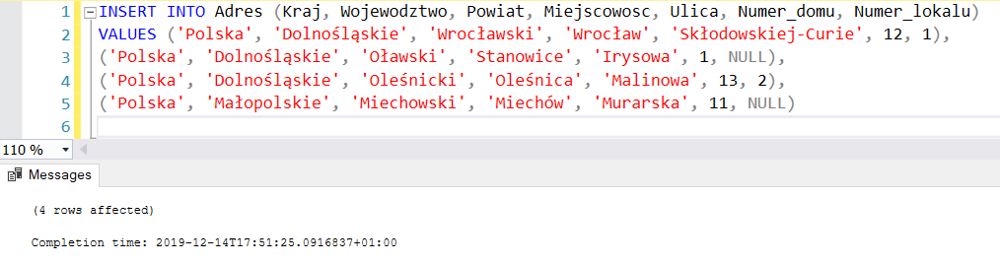 1 INSERT INTO Adres (Kraj, Wojewodztwo, Powiat, Miejscowosc, Ulica, Numer_domu, Numer_lokalu)
2 VALUES ('Polska', 'Dolnośląskie', 'Wrocławski', 'Wrocław', 'Skłodowskiej-Curie', 12, 1),
3 ('Polska', 'Dolnośląskie', 'Oławski', 'Stanowice', 'Irysowa', 1, NULL),
4 ('Polska', 'Dolnośląskie', 'Oleśnicki', 'Oleśnica', 'Malinowa', 13, 2),
5 ('Polska', 'Małopolskie', 'Miechowski', 'Miechów', 'Murarska', 11, NULL)
6
110 %
Messages
(4 rows affected)
Completion time: 2019-12-14T17:51:25.0916837+01:00